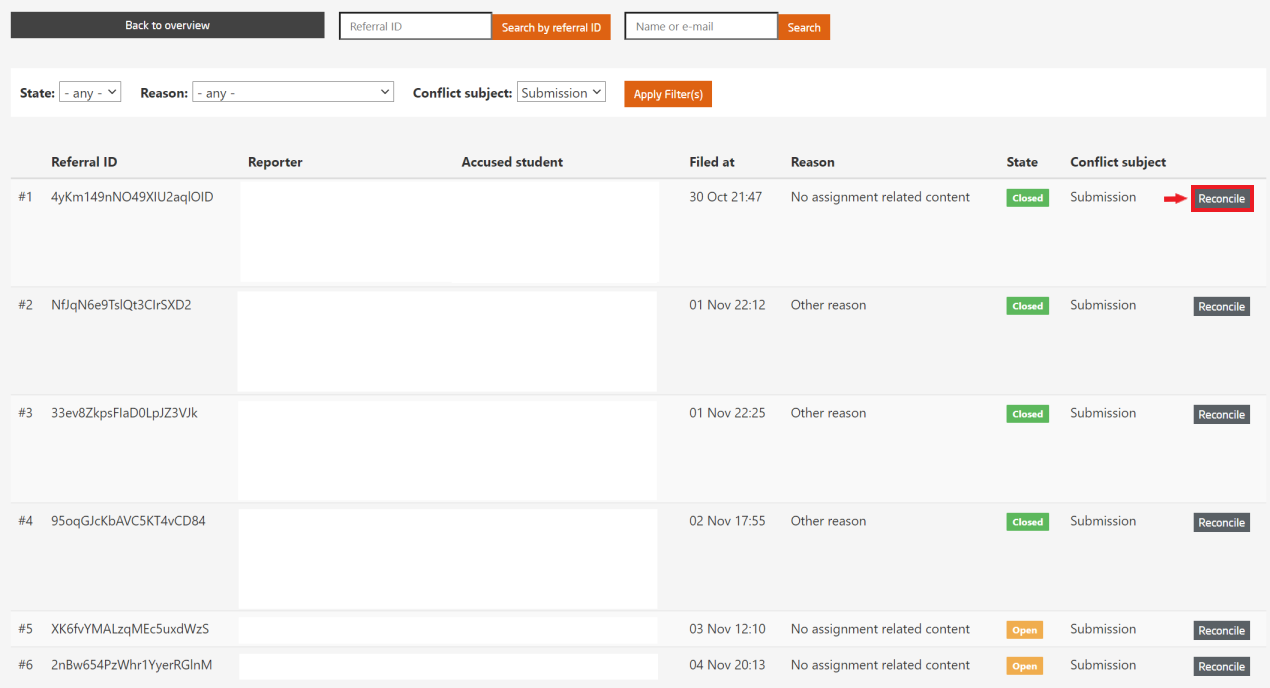 Back to overview Referral ID Search by referral ID Name or e-mail Search
State: - any - Reason: - any - Conflict subject: Submission Apply Filter(s)
Referral ID Reporter Accused student Filed at Reason State Conflict subject
#1 4yKm149nNO49XIU2aqlOID 30 Oct 21:47 No assignment related content Closed Submission Reconcile
#2 NfJqN6e9TslQt3CIrSXD2 01 Nov 22:12 Other reason Closed Submission Reconcile
#3 33ev8ZkpsFIaD0LpJZ3VJk 01 Nov 22:25 Other reason Closed Submission Reconcile
#4 95oqGJcKbAVC5KT4vCD84 02 Nov 17:55 Other reason Closed Submission Reconcile
#5 XK6fvYMALzqMEc5uxdWzS 03 Nov 12:10 No assignment related content Open Submission Reconcile
#6 2nBw654PzWhr1YyerRGlnM 04 Nov 20:13 No assignment related content Open Submission Reconcile